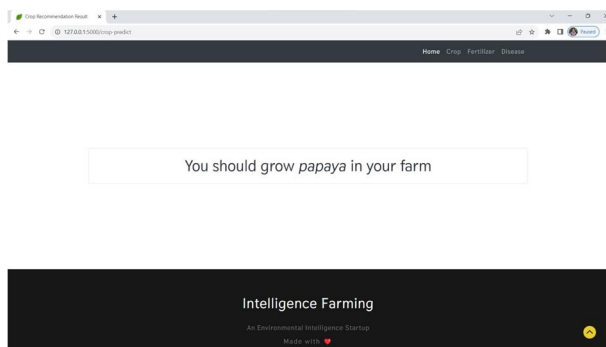 Crop Recommendation Result
127.0.0.1:5000/crop-predict
Paused
Home Crop Fertilizer Disease
You should grow papaya in your farm
Intelligence Farming
An Environmental Intelligence Startup
Made with